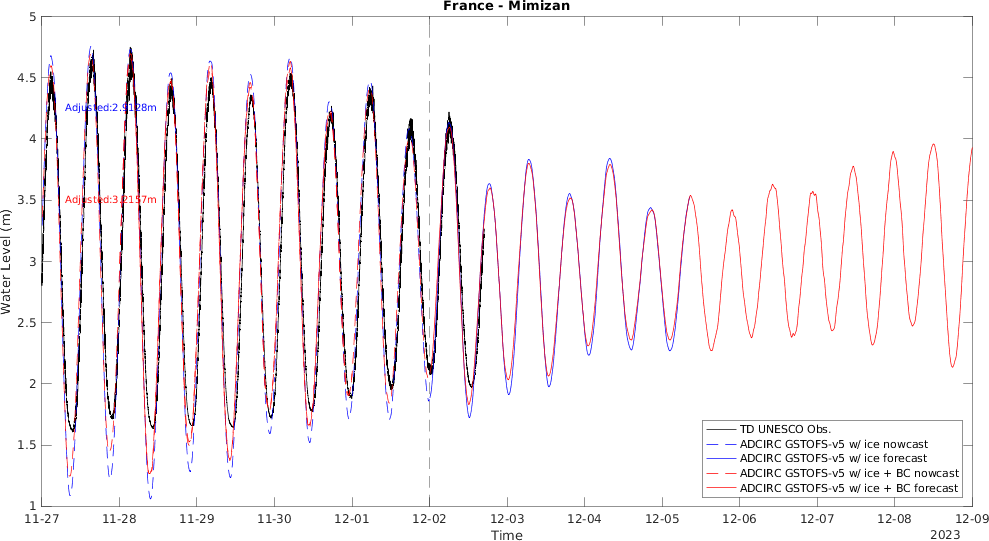 France - Mimizan
5
4.5
4
3.5
3
2.5
2
1.5
1
Water Level (m)
Adjusted:2.9128m
Adjusted:3.2157m
TD UNESCO Obs.
ADCIRC GSTOFS-v5 w/ ice nowcast
ADCIRC GSTOFS-v5 w/ ice forecast
ADCIRC GSTOFS-v5 w/ ice + BC nowcast
ADCIRC GSTOFS-v5 w/ ice + BC forecast
11-27 11-28 11-29 11-30 12-01 12-02 12-03 12-04 12-05 12-06 12-07 12-08 12-09
Time
2023